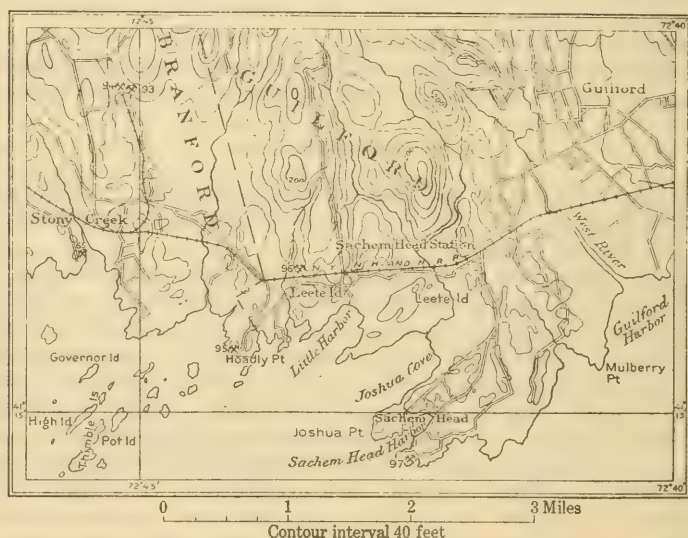 72°45
72°40
BRANFORD
GUILFORD
93
200
Guilford
200
Stony Creek
Sachem Head Station
N.Y. N.H. AND H. R.R.
West River
96
Leete Id
Leete Id
Little Harbor
Guilford Harbor
95
Hoadly Pt
Governor Id
Joshua Cove
Mulberry Pt
41°15
41°15
High Id
Thimble Is
Pot Id
Joshua Pt
Sachem Head
Sachem Head Harbor
97
72°45'
72°40'
0 1 2 3 Miles
Contour interval 40 feet